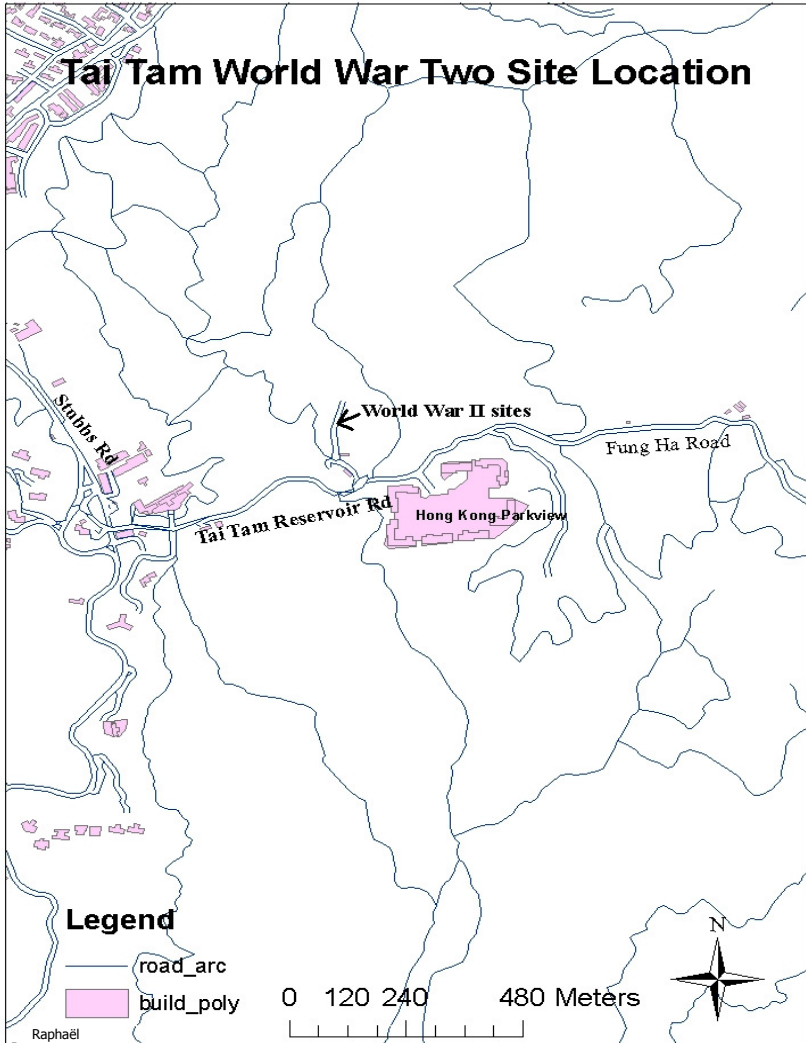 Tai Tam World War Two Site Location
Stubbs Rd
World War II sites
Fung Ha Road
Tai Tam Reservoir Rd
Hong Kong Parkview
Legend
road_arc
build_poly
0 120 240 480 Meters
N
Raphaël